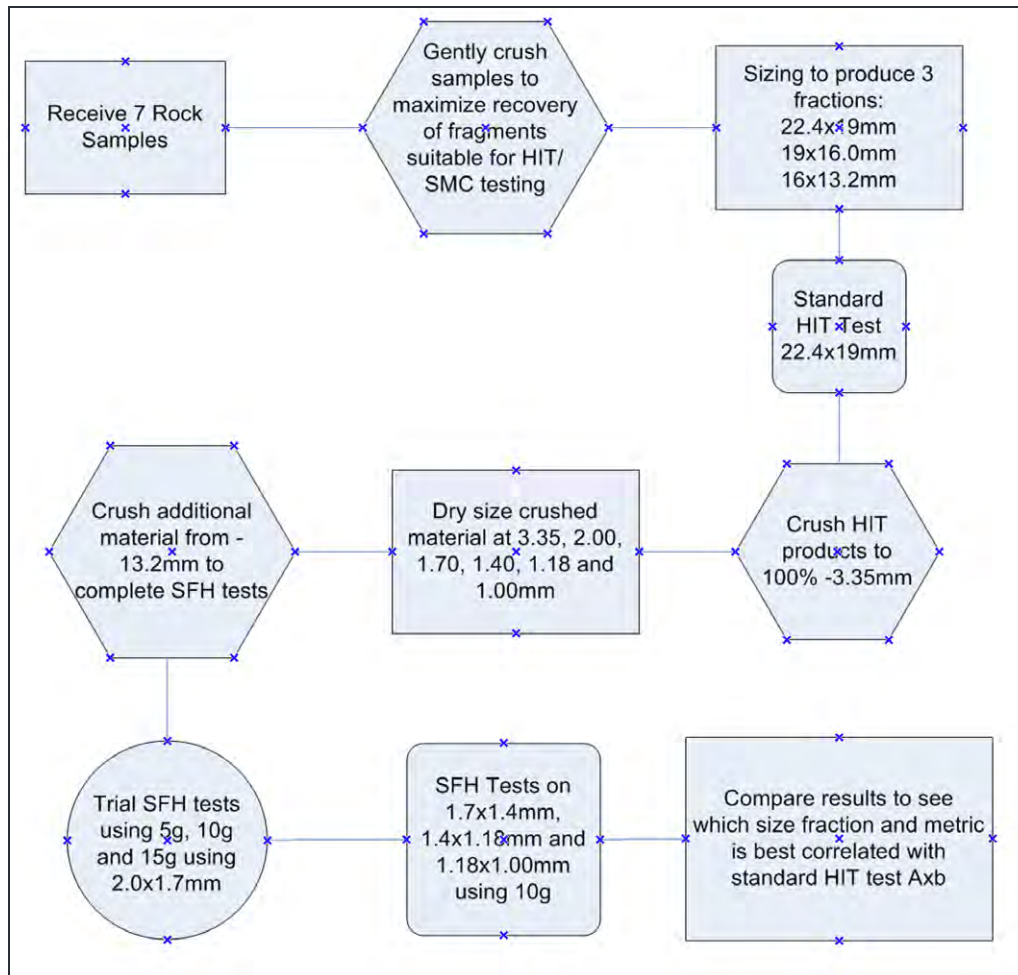 Receive 7 Rock
Samples
Gently crush
samples to
maximize recovery
of fragments
suitable for HIT/
SMC testing
Sizing to produce 3
fractions:
22.4x19mm
19x16.0mm
16x13.2mm
Standard
HIT Test
22.4x19mm
Crush HIT
products to
100% -3.35mm
Dry size crushed
material at 3.35, 2.00,
1.70, 1.40, 1.18 and
1.00mm
Crush additional
material from -
13.2mm to
complete SFH tests
Trial SFH tests
using 5g, 10g
and 15g using
2.0x1.7mm
SFH Tests on
1.7x1.4mm,
1.4x1.18mm and
1.18x1.00mm
using 10g
Compare results to see
which size fraction and metric
is best correlated with
standard HIT test Axb